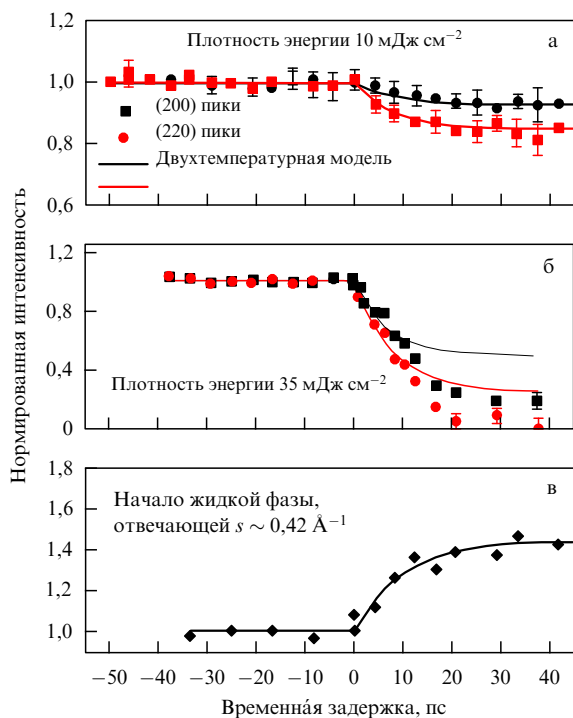 1,2
Плотность энергии 10 мДж см⁻²
а
1,0
(200) пики
(220) пики
0,8
Двухтемпературная модель
0,6
Нормированная интенсивность
1,2
б
0,8
0,4
Плотность энергии 35 мДж см⁻²
0
1,8
в
Начало жидкой фазы,
отвечающей s ∼ 0,42 Å⁻¹
1,6
1,4
1,2
1,0
−50 −40 −30 −20 −10 0 10 20 30 40
Временна́я задержка, пс